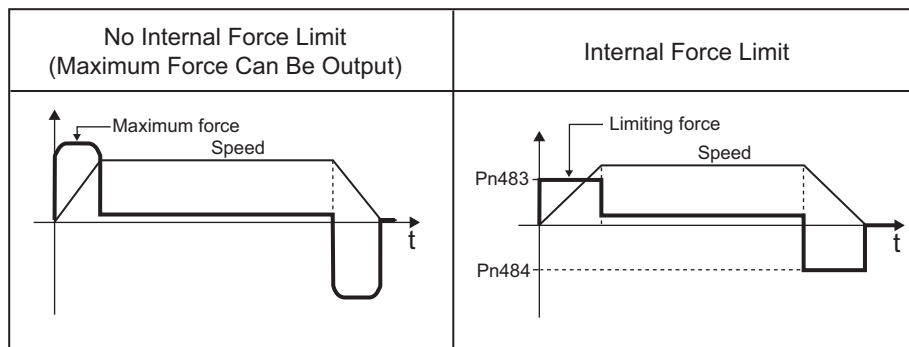 No Internal Force Limit
(Maximum Force Can Be Output)
Internal Force Limit
Maximum force
Speed
t
Limiting force
Speed
Pn483
Pn484
t